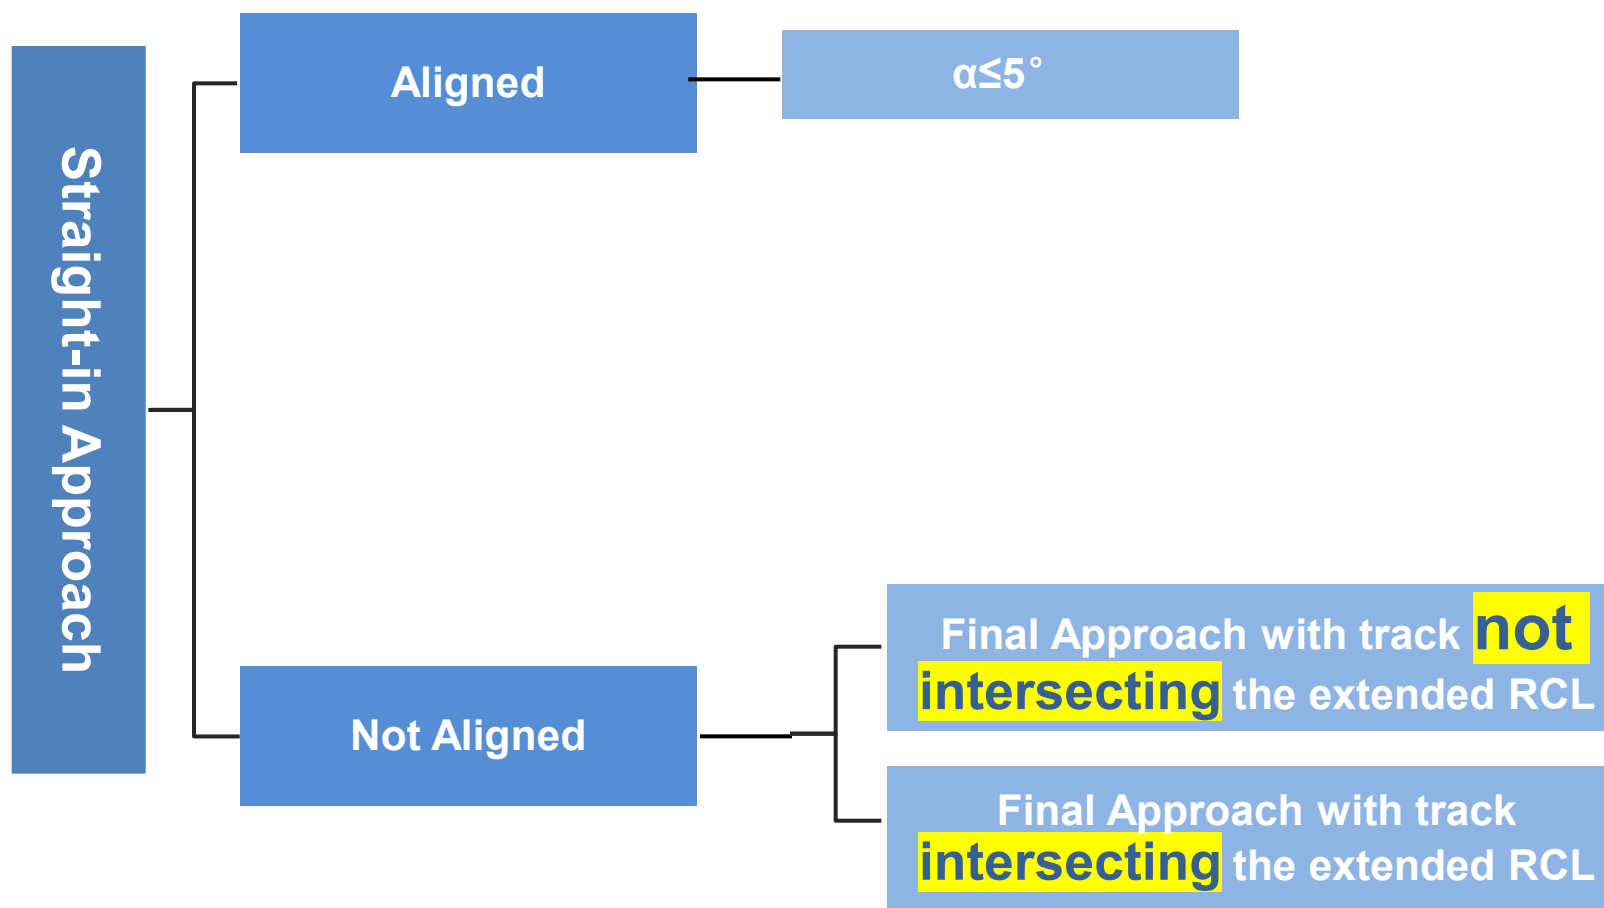 Straight-in Approach
Aligned
α≤5°
Not Aligned
Final Approach with track not
intersecting the extended RCL
Final Approach with track
intersecting the extended RCL